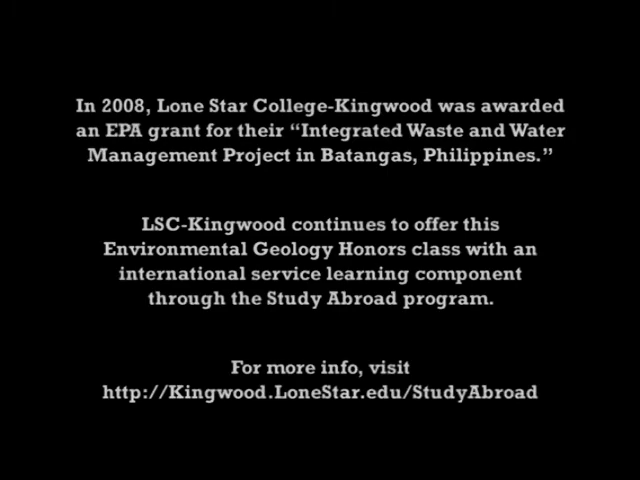 In 2008, Lone Star College-Kingwood was awarded
an EPA grant for their “Integrated Waste and Water
Management Project in Batangas, Philippines.”
LSC-Kingwood continues to offer this
Environmental Geology Honors class with an
international service learning component
through the Study Abroad program.
For more info, visit
http://Kingwood.LoneStar.edu/StudyAbroad